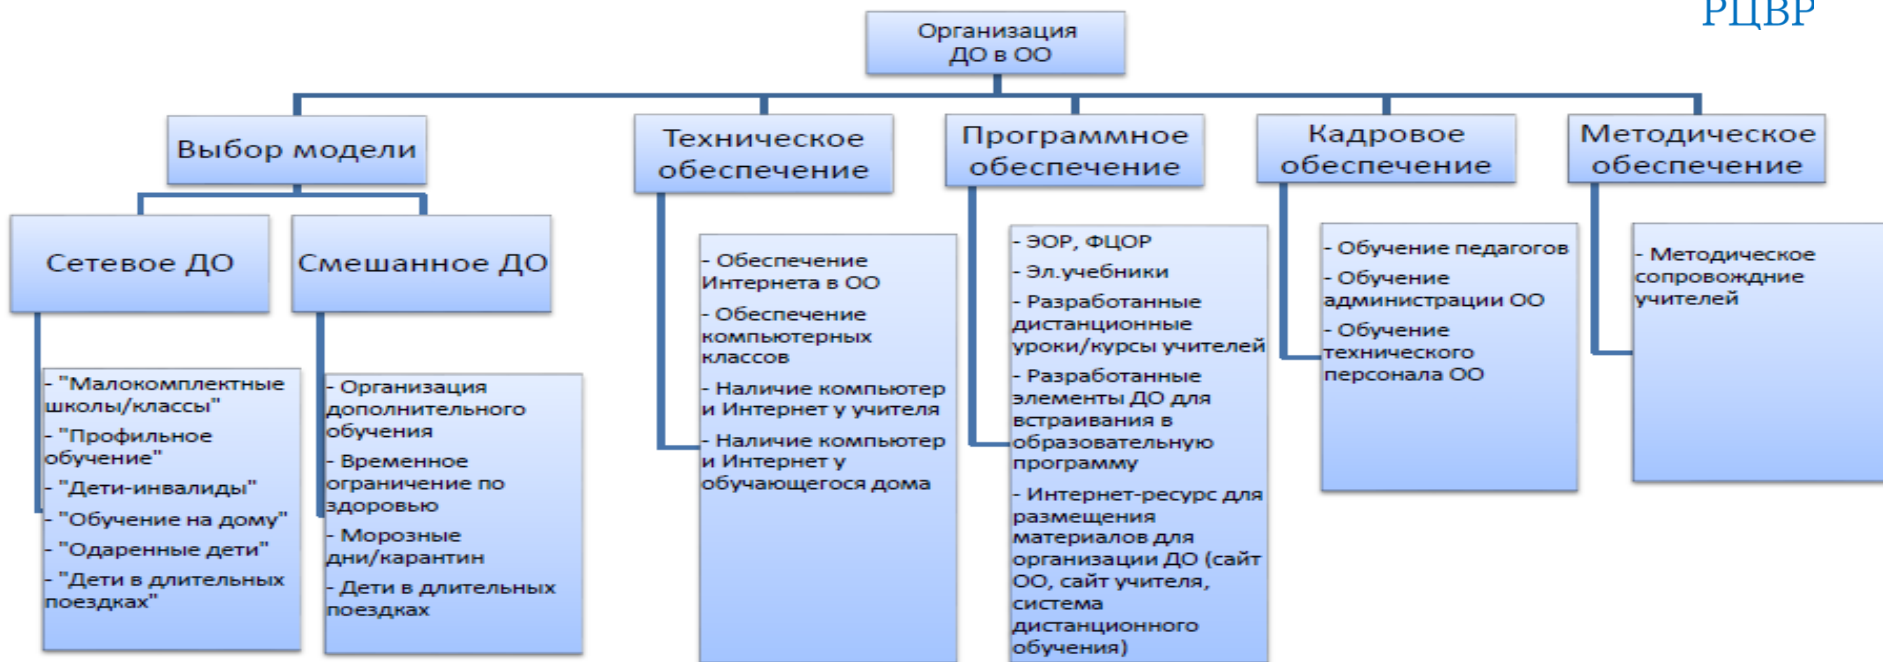 РЦВР
Организация
ДО в ОО
Выбор модели
Техническое
обеспечение
Программное
обеспечение
Кадровое
обеспечение
Методическое
обеспечение
Сетевое ДО
Смешанное ДО
- "Малокомплектные
школы/классы"
- "Профильное
обучение"
- "Дети-инвалиды"
- "Обучение на дому"
- "Одаренные дети"
- "Дети в длительных
поездках"
- Организация
дополнительного
обучения
- Временное
ограничение по
здоровью
- Морозные
дни/карантин
- Дети в длительных
поездках
- Обеспечение
Интернета в ОО
- Обеспечение
компьютерных
классов
- Наличие компьютер
и Интернет у учителя
- Наличие компьютер
и Интернет у
обучающегося дома
- ЭОР, ФЦОР
- Эл.учебники
- Разработанные
дистанционные
уроки/курсы учителей
- Разработанные
элементы ДО для
встраивания в
образовательную
программу
- Интернет-ресурс для
размещения
материалов для
организации ДО (сайт
ОО, сайт учителя,
система
дистанционного
обучения)
- Обучение педагогов
- Обучение
администрации ОО
- Обучение
технического
персонала ОО
- Методическое
сопровождние
учителей